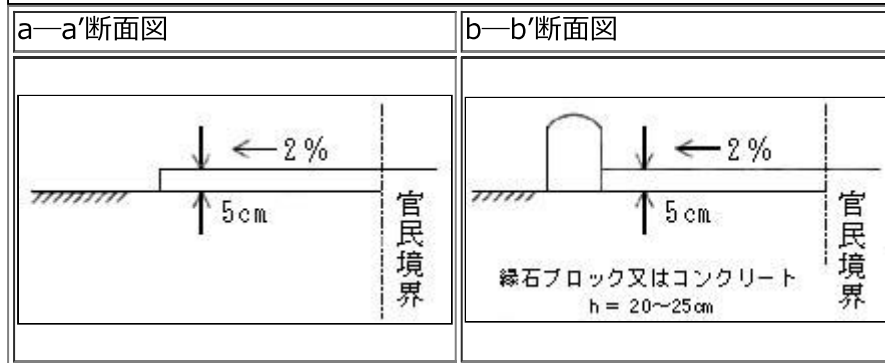 a―a′断面図
b―b′断面図
←2%
5cm
官民境界
←2%
5cm
官民境界
縁石ブロック又はコンクリート
h = 20〜25cm